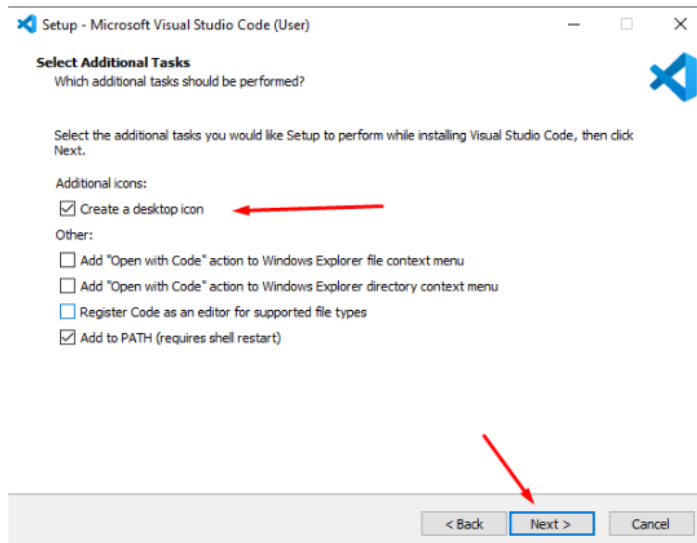 Setup - Microsoft Visual Studio Code (User)
Select Additional Tasks
Which additional tasks should be performed?
Select the additional tasks you would like Setup to perform while installing Visual Studio Code, then click
Next.
Additional icons:
Create a desktop icon
Other:
Add "Open with Code" action to Windows Explorer file context menu
Add "Open with Code" action to Windows Explorer directory context menu
Register Code as an editor for supported file types
Add to PATH (requires shell restart)
< Back Next > Cancel